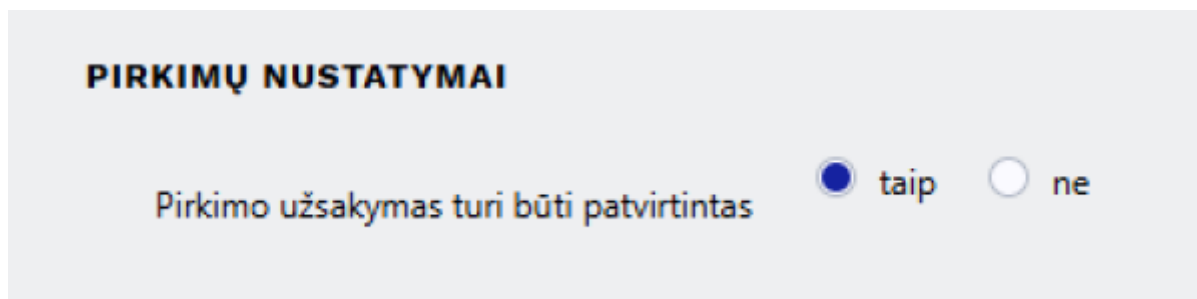 PIRKIMŲ NUSTATYMAI
Pirkimo užsakymas turi būti patvirtintas taip ne